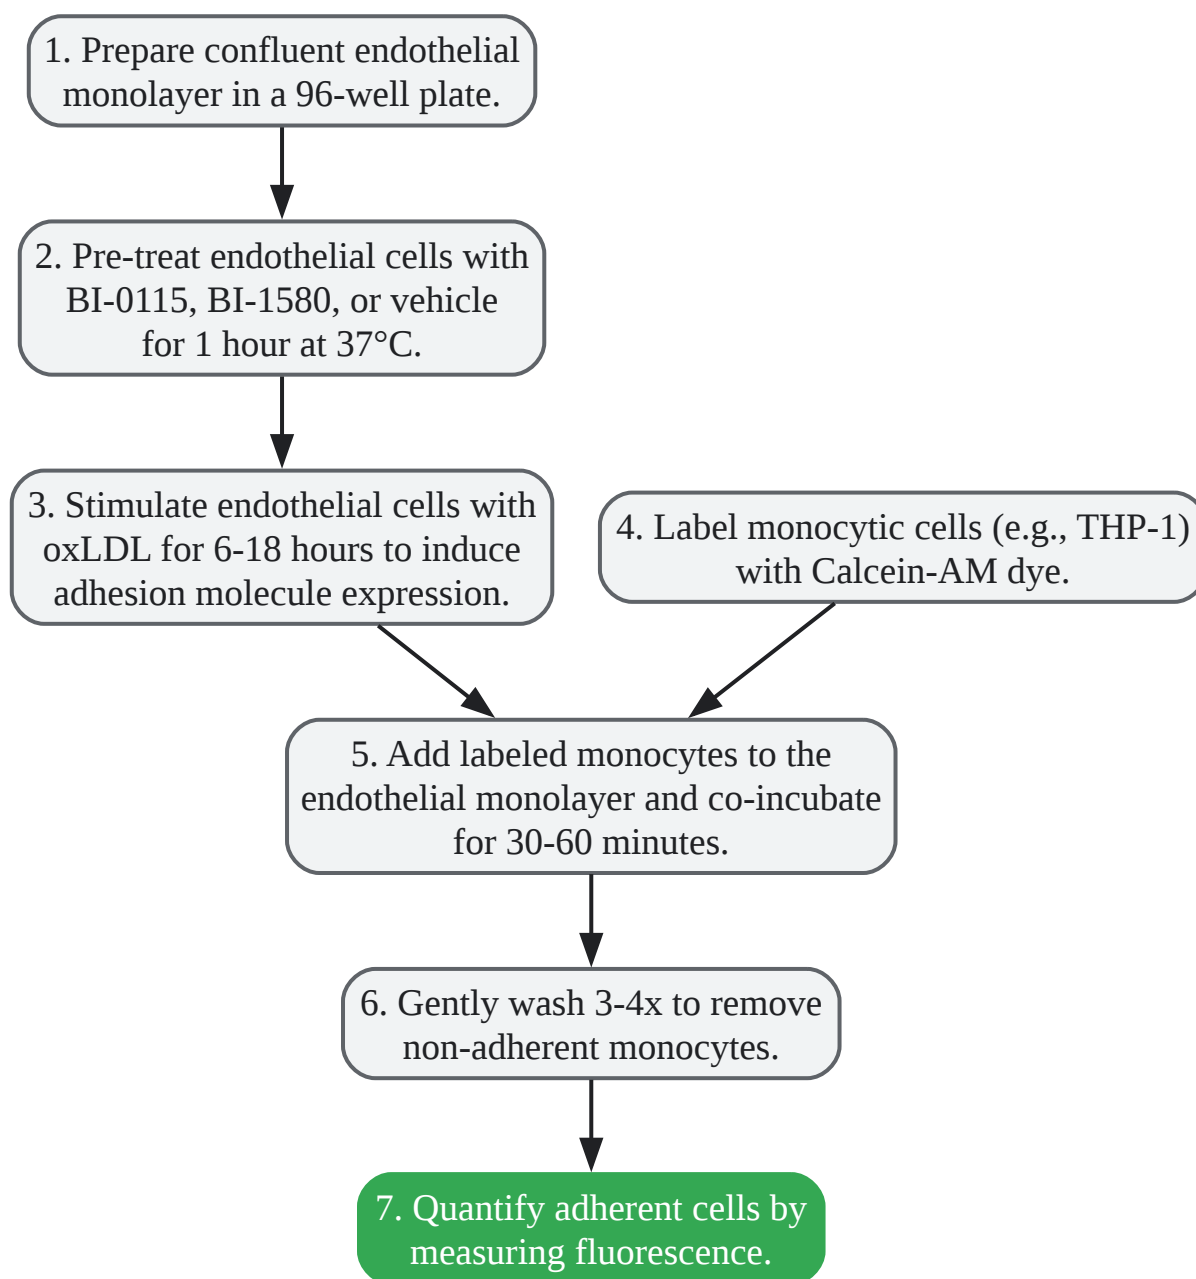 1. Prepare confluent endothelial
monolayer in a 96-well plate.
2. Pre-treat endothelial cells with
BI-0115, BI-1580, or vehicle
for 1 hour at 37°C.
3. Stimulate endothelial cells with
oxLDL for 6-18 hours to induce
adhesion molecule expression.
4. Label monocytic cells (e.g., THP-1)
with Calcein-AM dye.
5. Add labeled monocytes to the
endothelial monolayer and co-incubate
for 30-60 minutes.
6. Gently wash 3-4x to remove
non-adherent monocytes.
7. Quantify adherent cells by
measuring fluorescence.